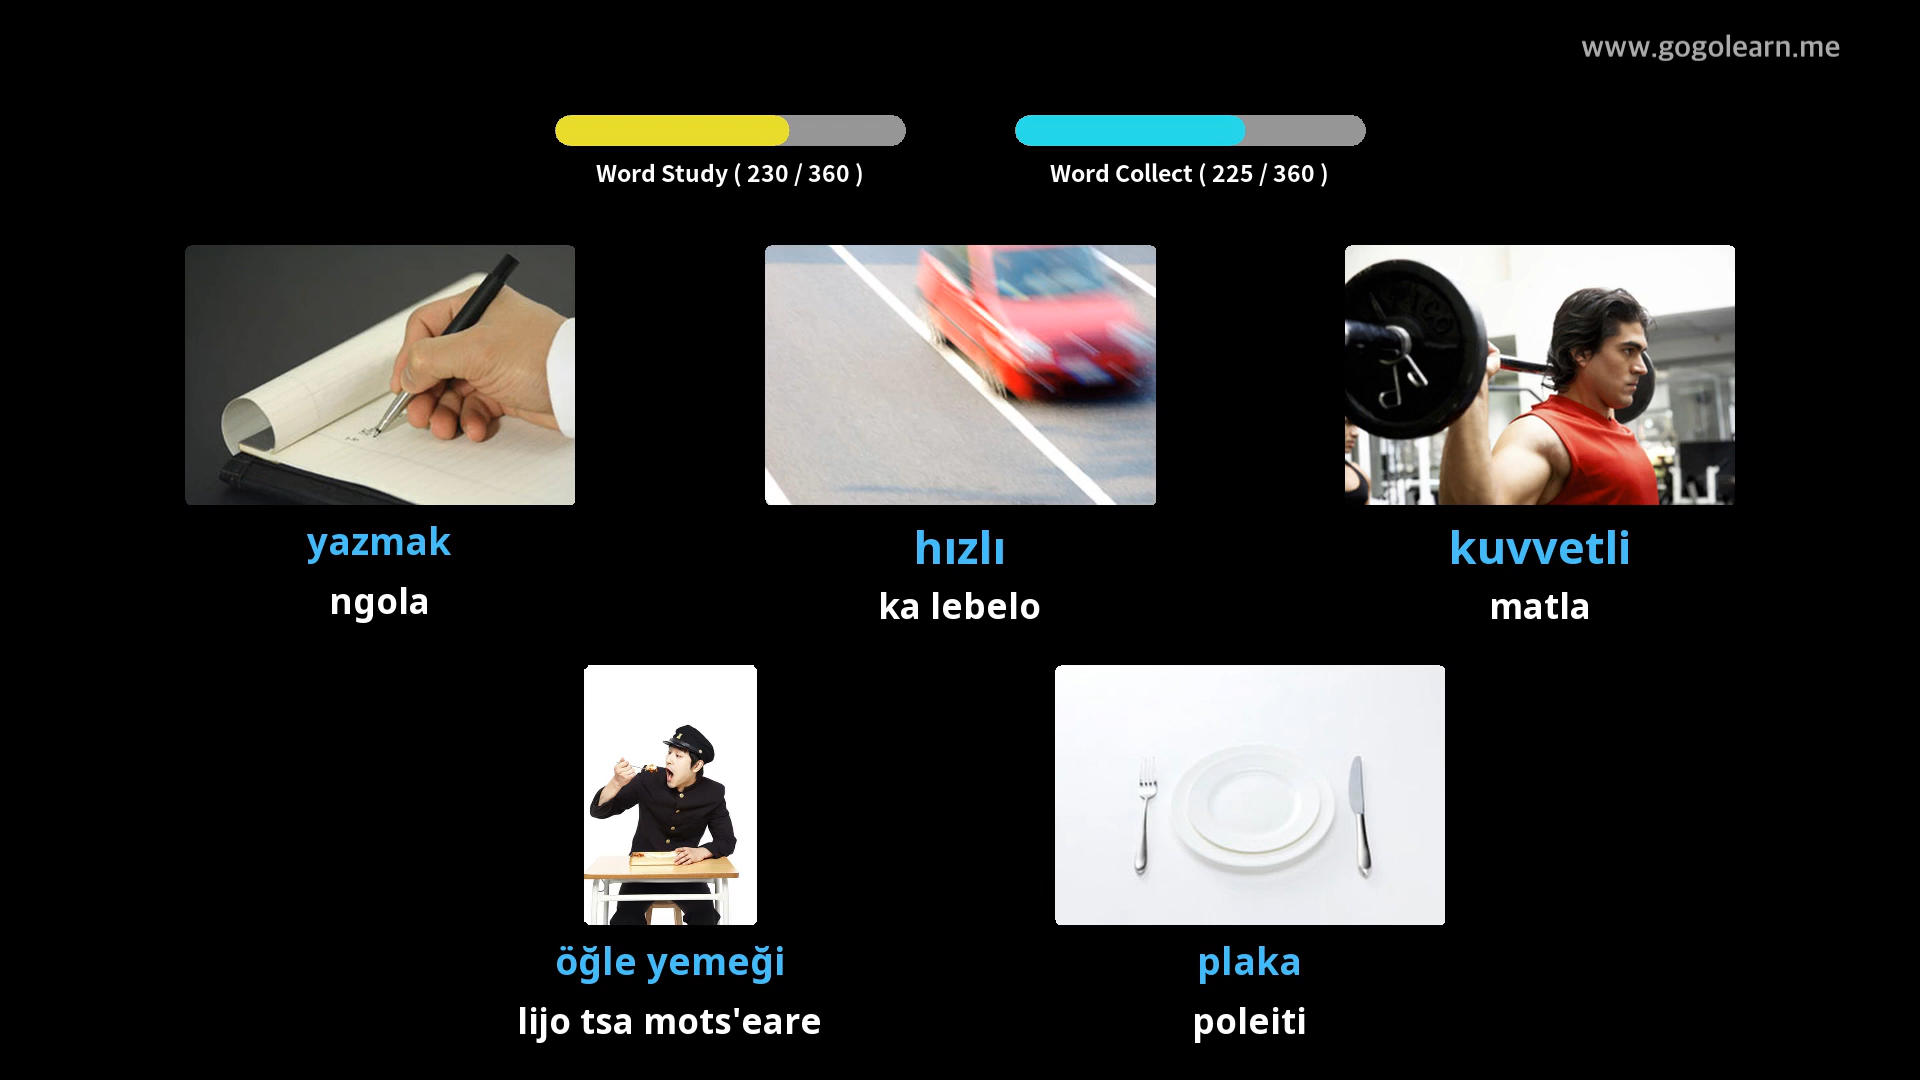 www.gogolearn.me
Word Study ( 230 / 360 )
Word Collect ( 225 / 360 )
yazmak
ngola
hızlı
ka lebelo
kuvvetli
matla
öğle yemeği
lijo tsa mots'eare
plaka
poleiti